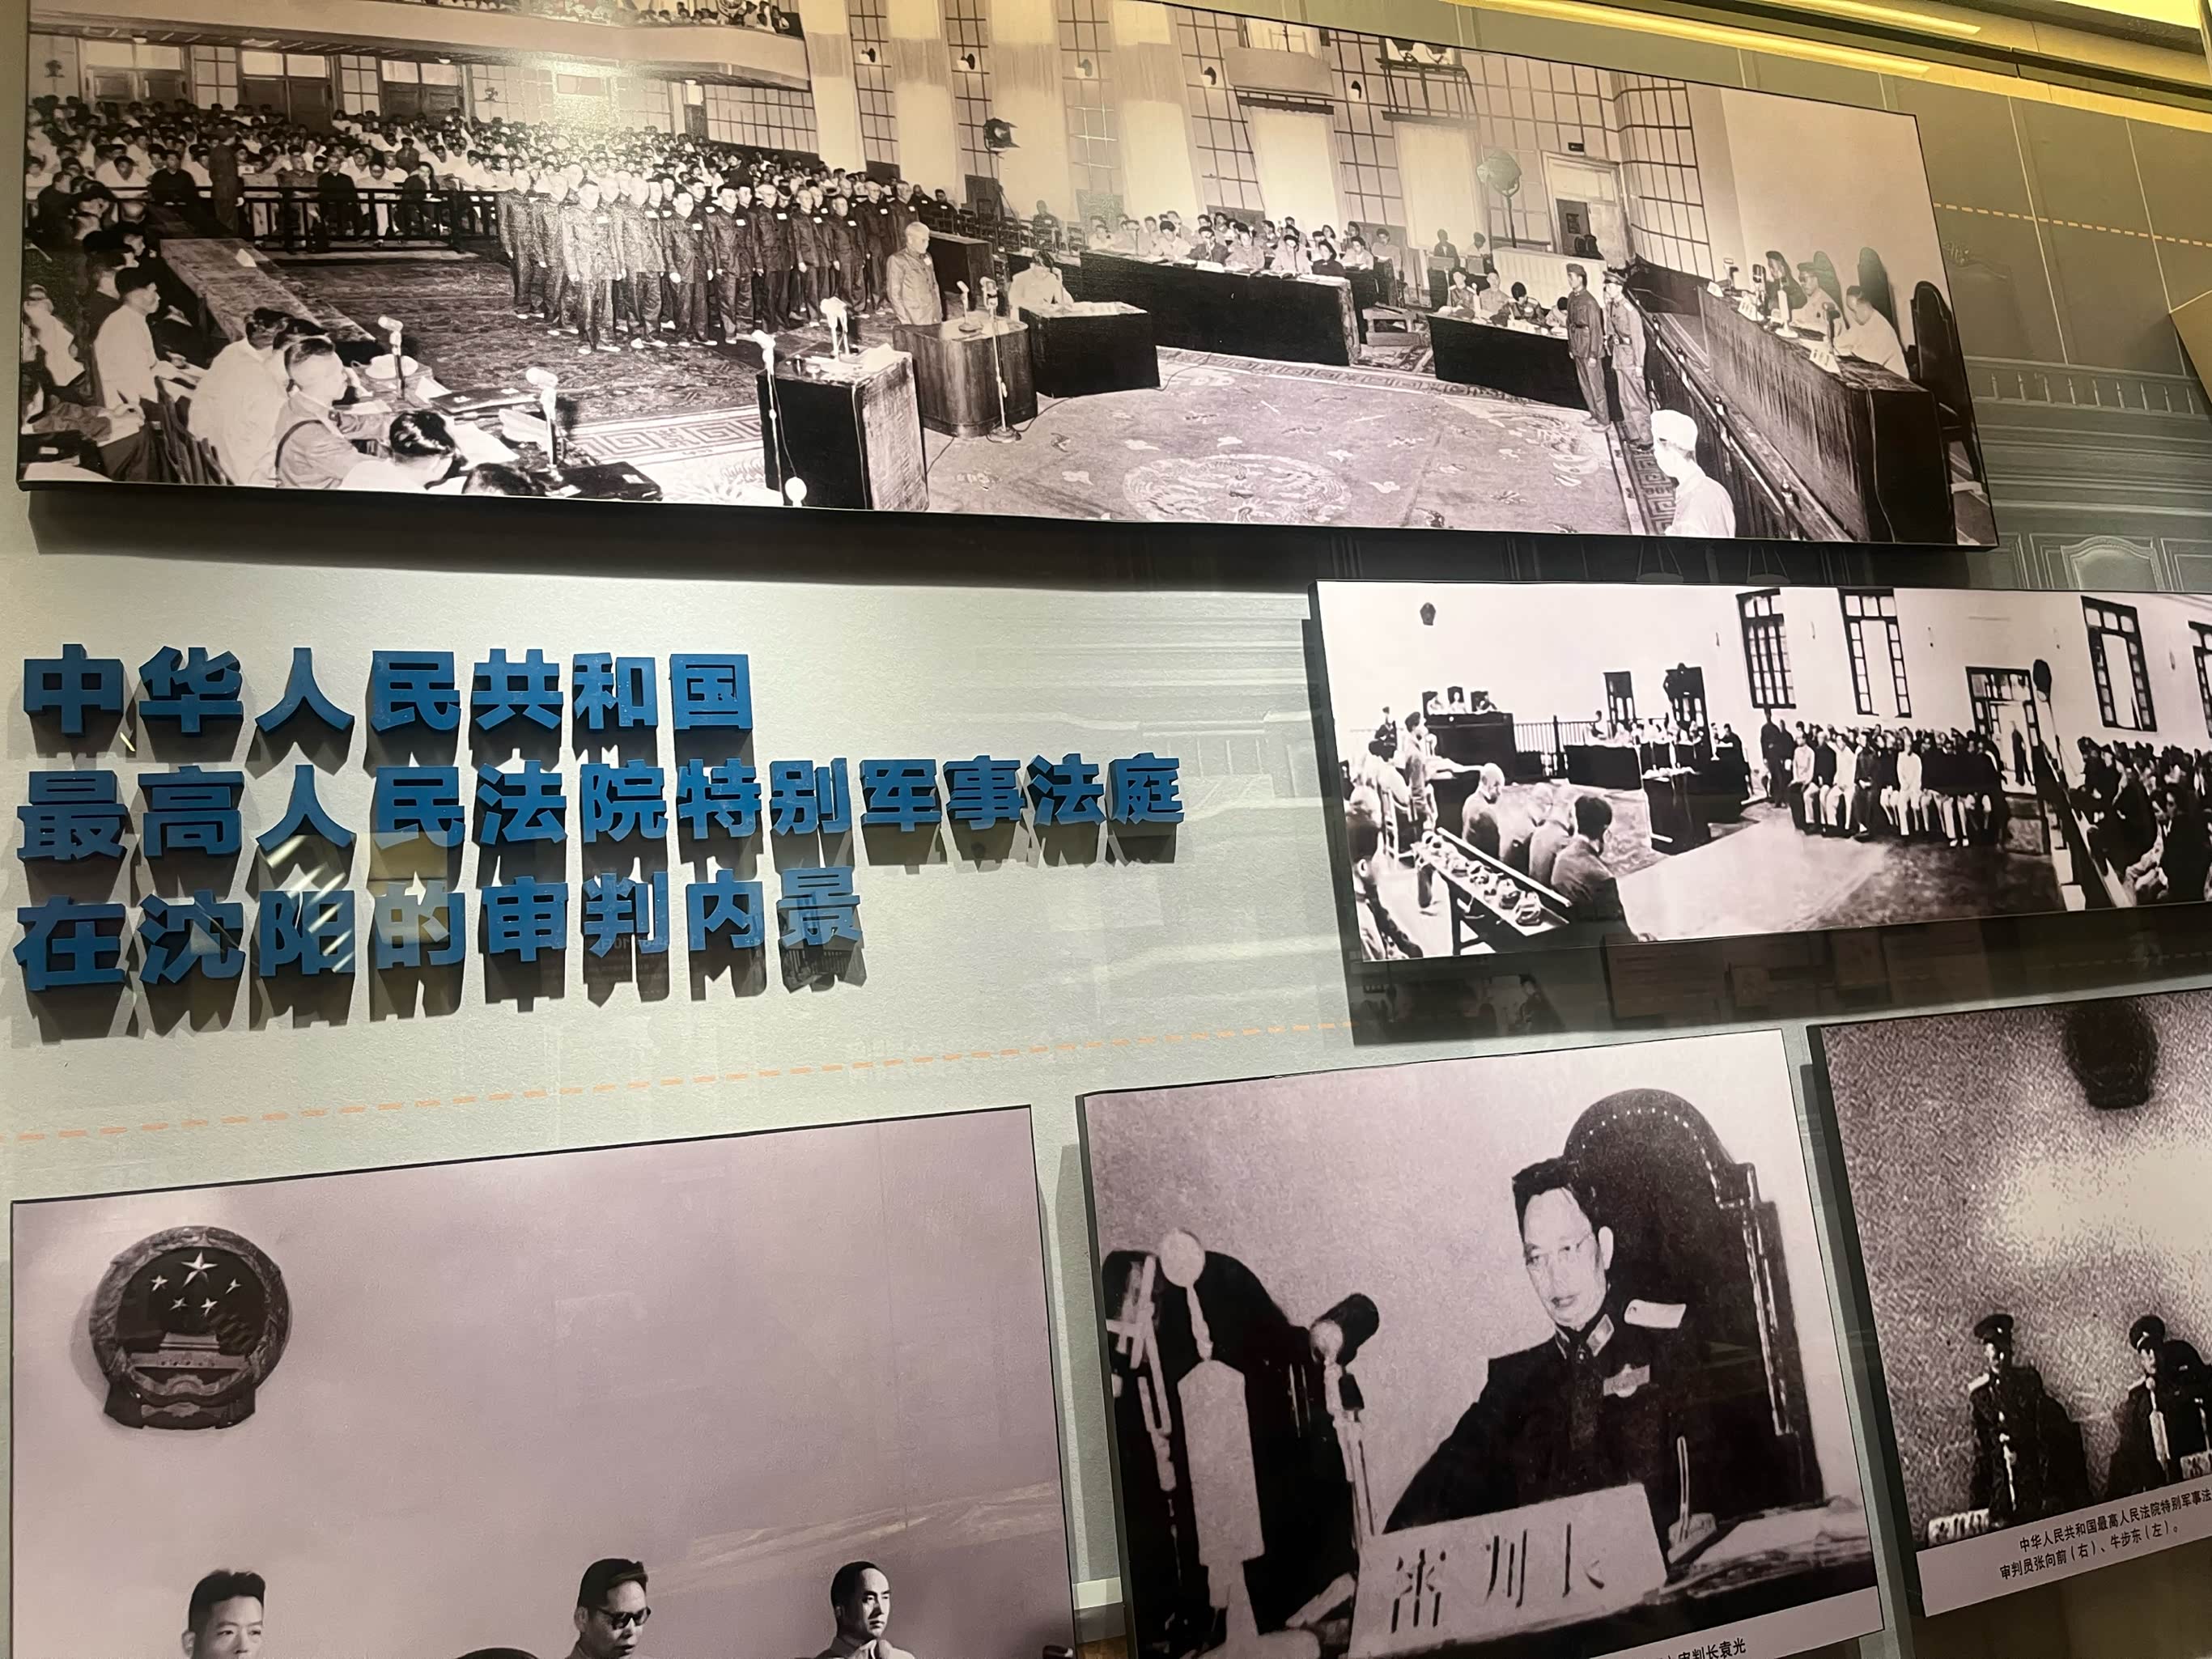 中华人民共和国
最高人民法院特别军事法庭
在沈阳的审判内景
审判长
审判长袁光
中华人民共和国最高人民法院特别军事法
审判员张向前（右）、牛步东（左）。